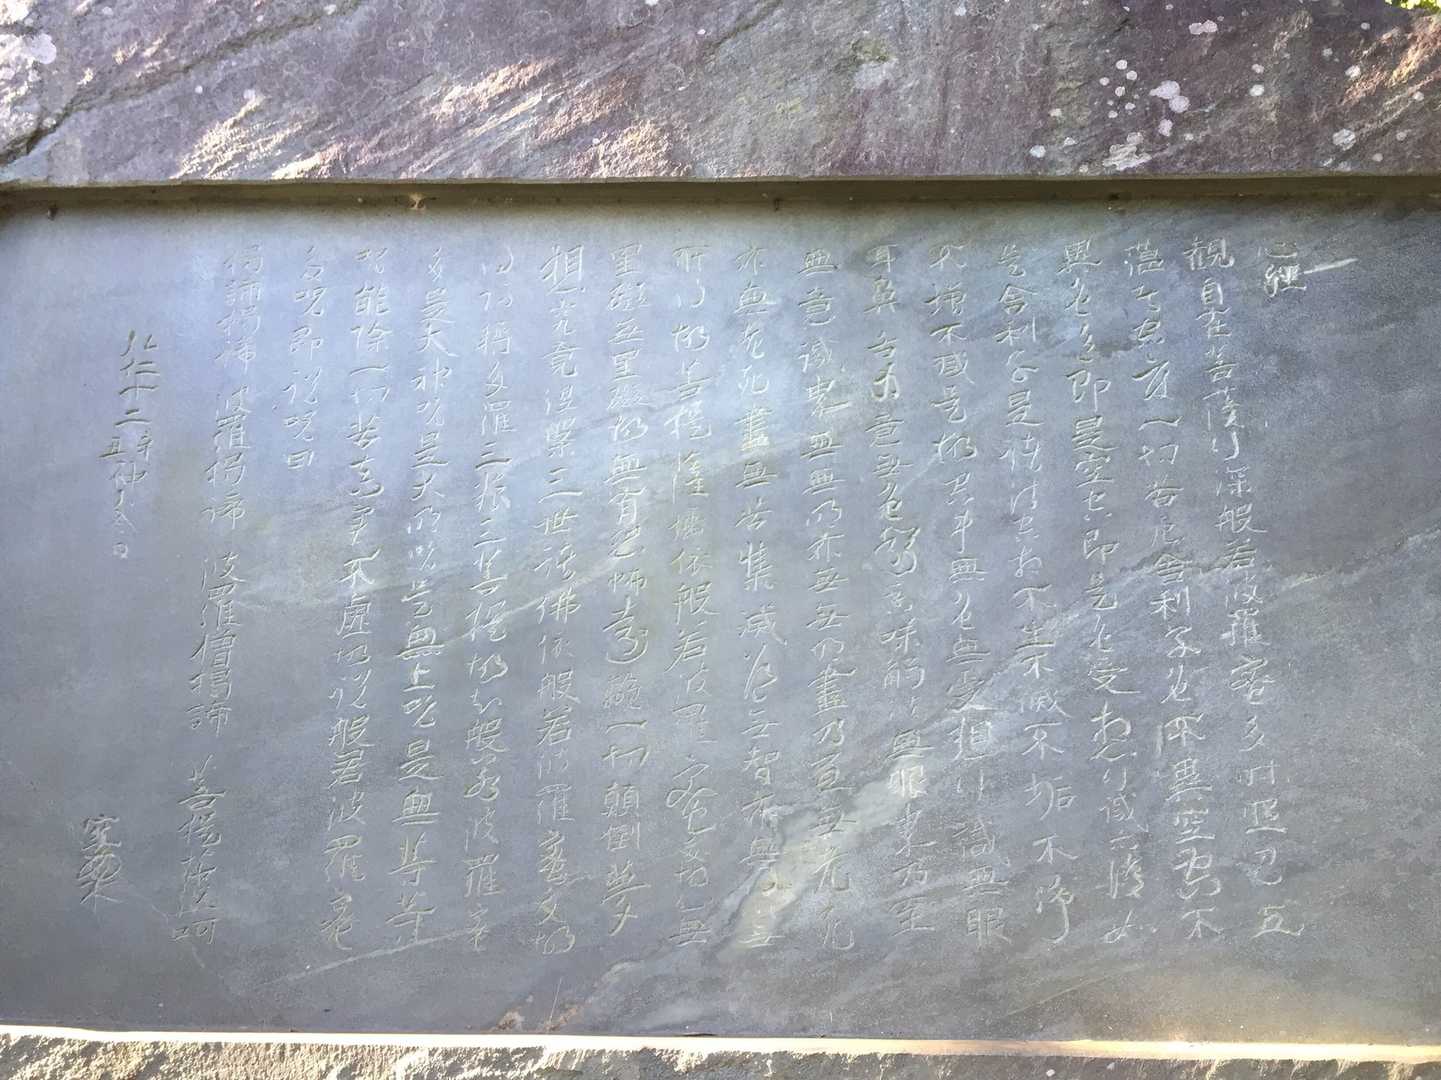 心経
観自在菩薩行深般若波羅蜜多時照見五
蘊皆空度一切苦厄舎利子色不異空空不
異色色即是空空即是色受想行識亦復如
是舎利子是諸法空相不生不滅不垢不浄
不増不減是故空中無色無受想行識無眼
耳鼻舌身意無色声香味触法無眼界乃至
無意識界無無明亦無無明盡乃至無老死
亦無老死盡無苦集滅道無智亦無得以無
所得故菩提薩埵依般若波羅蜜多故心無
罣礙無罣礙故無有恐怖遠離一切顛倒夢
想究竟涅槃三世諸佛依般若波羅蜜多故
得阿耨多羅三藐三菩提故知般若波羅蜜
多是大神呪是大明呪是無上呪是無等等
呪能除一切苦真実不虚故説般若波羅蜜
多呪即説呪曰
掲諦掲諦 波羅掲諦 波羅僧掲諦 菩提薩婆呵
弘仁十二年